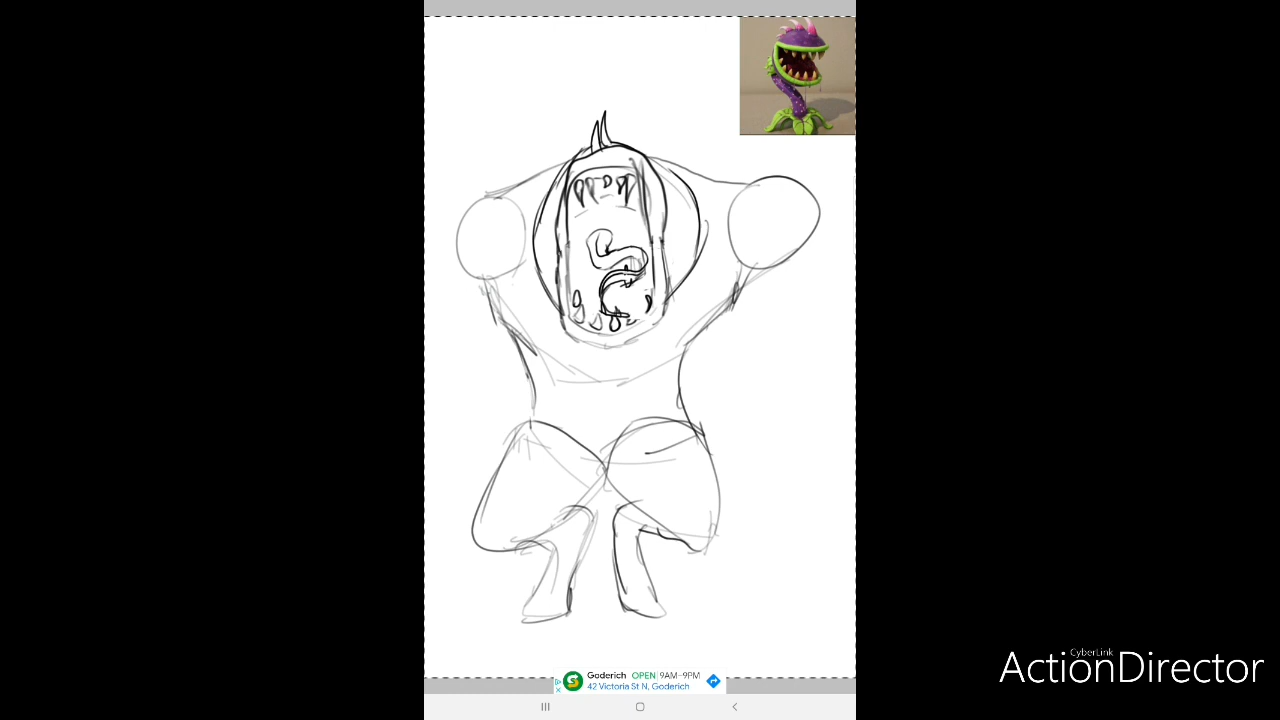 Goderich OPEN 9AM–9PM
42 Victoria St N, Goderich
CyberLink
ActionDirector